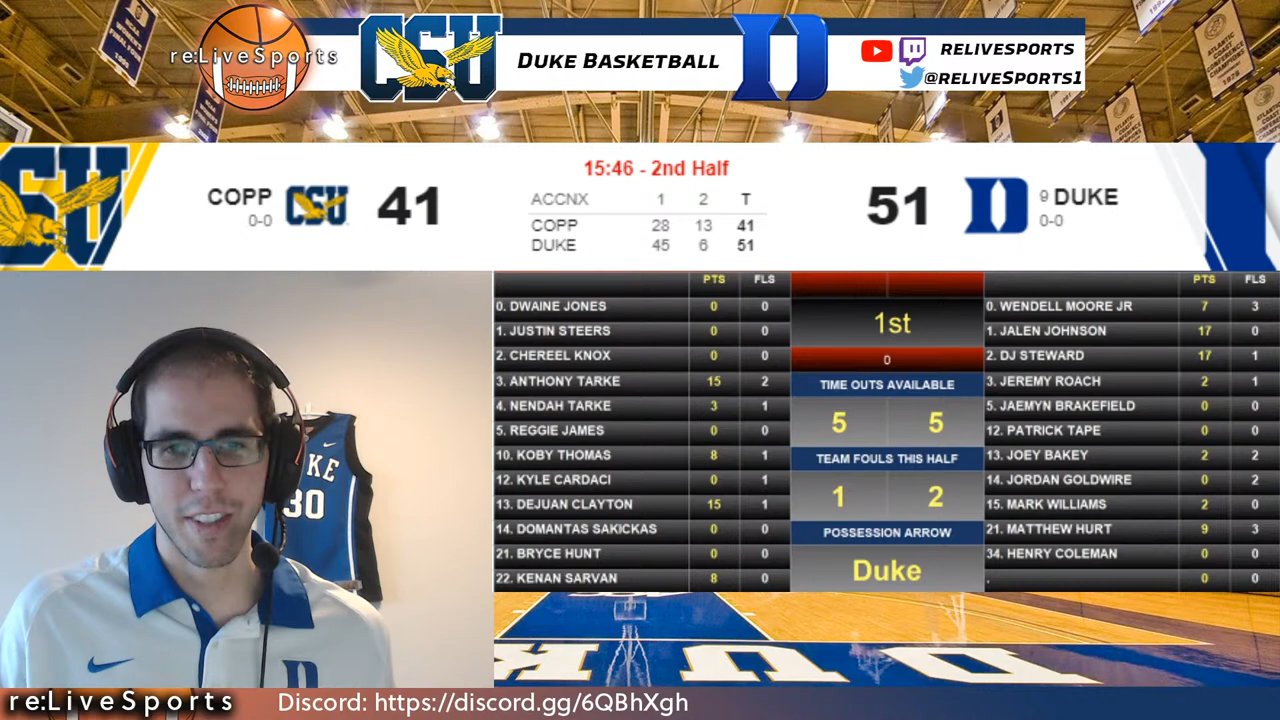 re:LiveSports
CSU
DUKE BASKETBALL
D
RELIVESPORTS
@RELIVESPORTS1
15:46 - 2nd Half
COPP
0-0
CSU
41
ACCNX 1 2 T
COPP 28 13 41
DUKE 45 6 51
51
D
9 DUKE
0-0
PTS FLS
0. DWAINE JONES 0 0
1. JUSTIN STEERS 0 0
2. CHEREEL KNOX 0 0
3. ANTHONY TARKE 15 2
4. NENDAH TARKE 3 1
5. REGGIE JAMES 0 0
10. KOBY THOMAS 8 1
12. KYLE CARDACI 0 1
13. DEJUAN CLAYTON 15 1
14. DOMANTAS SAKICKAS 0 0
21. BRYCE HUNT 0 0
22. KENAN SARVAN 8 0
1st
0
TIME OUTS AVAILABLE
5 5
TEAM FOULS THIS HALF
1 2
POSSESSION ARROW
Duke
PTS FLS
0. WENDELL MOORE JR 7 3
1. JALEN JOHNSON 17 0
2. DJ STEWARD 17 1
3. JEREMY ROACH 2 1
5. JAEMYN BRAKEFIELD 0 0
12. PATRICK TAPE 0 0
13. JOEY BAKEY 2 2
14. JORDAN GOLDWIRE 0 2
15. MARK WILLIAMS 2 0
21. MATTHEW HURT 9 3
34. HENRY COLEMAN 0 0
. 0 0
KE
30
D
DUK
re:LiveSports
Discord: https://discord.gg/6QBhXgh